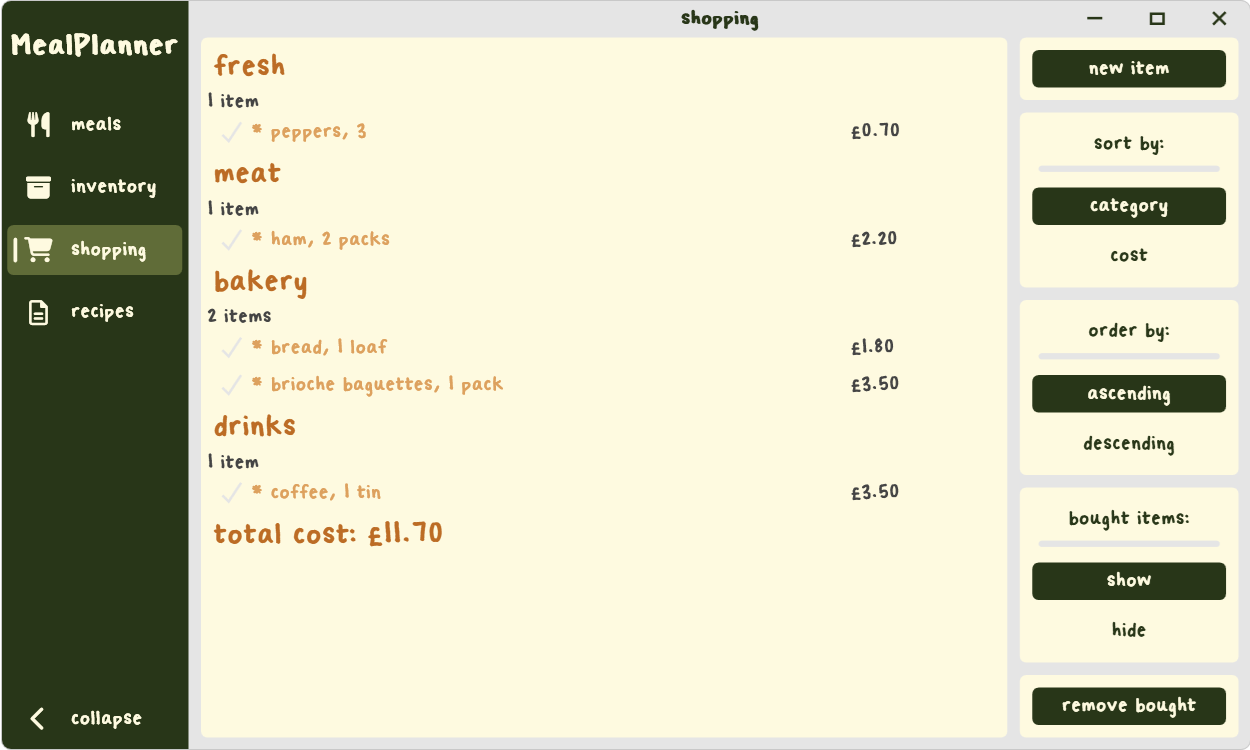 MealPlanner
meals
inventory
shopping
recipes
collapse
shopping
fresh
1 item
* peppers, 3 £0.70
meat
1 item
* ham, 2 packs £2.20
bakery
2 items
* bread, 1 loaf £1.80
* brioche baguettes, 1 pack £3.50
drinks
1 item
* coffee, 1 tin £3.50
total cost: £11.70
new item
sort by:
category
cost
order by:
ascending
descending
bought items:
show
hide
remove bought